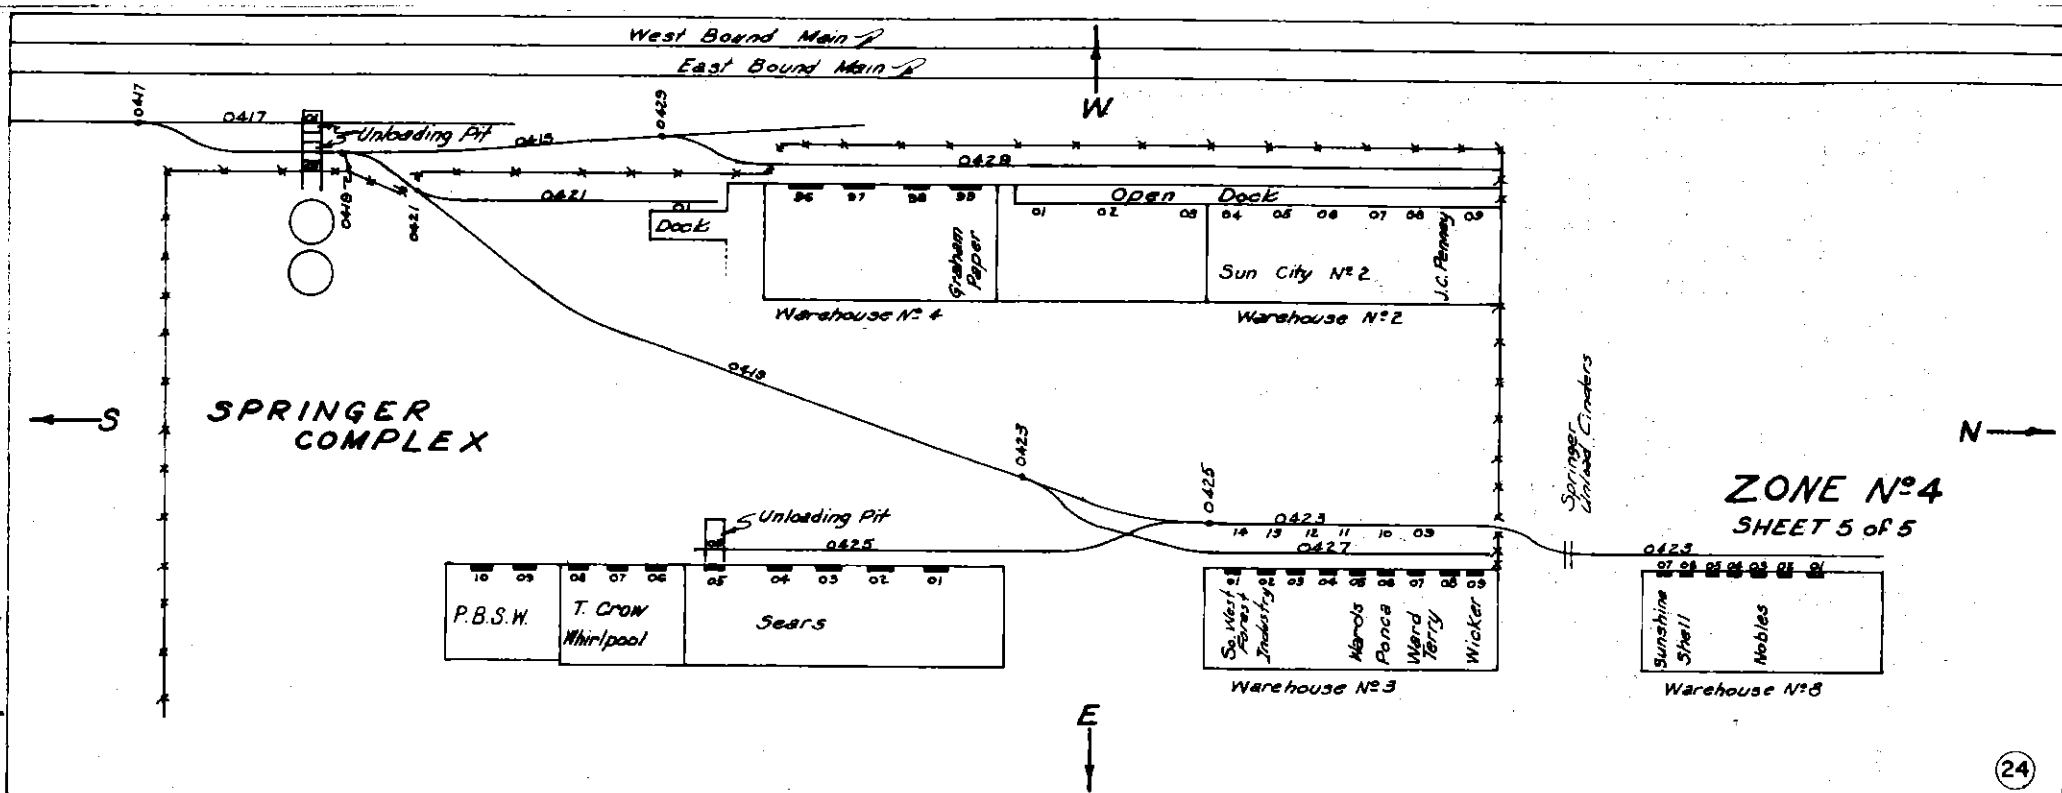 West Bound Main
East Bound Main
W
0417
0417
01
Unloading Pit
0415
0429
0428
0419
0421
0421
01
Dock
96 97 98 99
Graham
Paper
Open Dock
01 02 03 04 05 06 07 08 09
Sun City Nº 2
J.C. Penney
Warehouse Nº 4
Warehouse Nº 2
0419
S
SPRINGER
COMPLEX
0423
0425
Springer
Unload Cinders
N
ZONE Nº 4
SHEET 5 of 5
Unloading Pit
0425
0423
14 13 12 11 10 09
0427
0423
10 09 08 07 06 05 04 03 02 01
P.B.S.W.
T. Crow
Whirlpool
Sears
01 02 03 04 05 06 07 08 09
So. West
Forest
Industry
Wards
Ponca
Ward
Terry
Wicker
Warehouse Nº 3
07 06 05 04 03 02 01
Sunshine
Shell
Nobles
Warehouse Nº 8
E
24